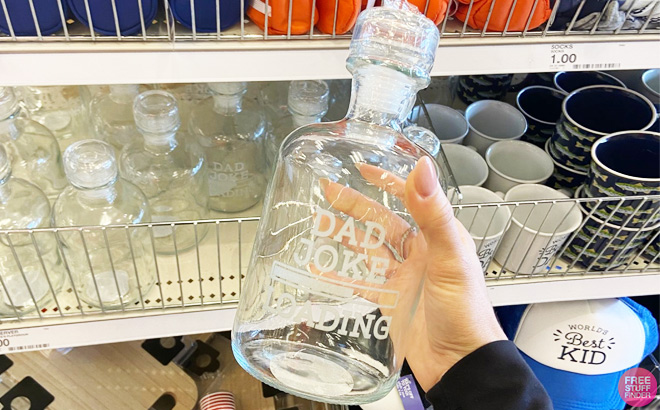 SOCKS
1.00
DAD
JOKE
DAD
JOKE
LOADING
WORLD'S
Best
KID
FREE
STUFF
FINDER